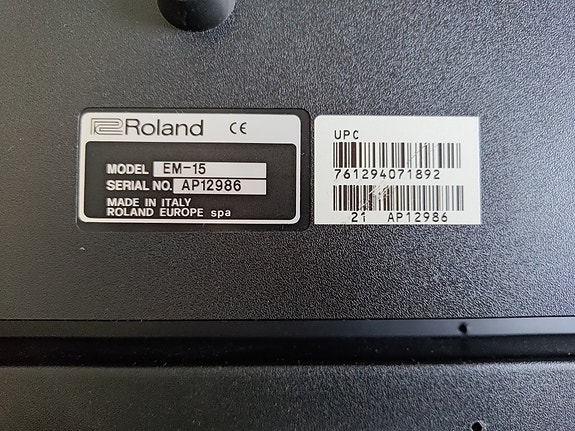 Roland CE
MODEL EM-15
SERIAL NO. AP12986
MADE IN ITALY
ROLAND EUROPE spa
UPC
761294071892
21 AP12986